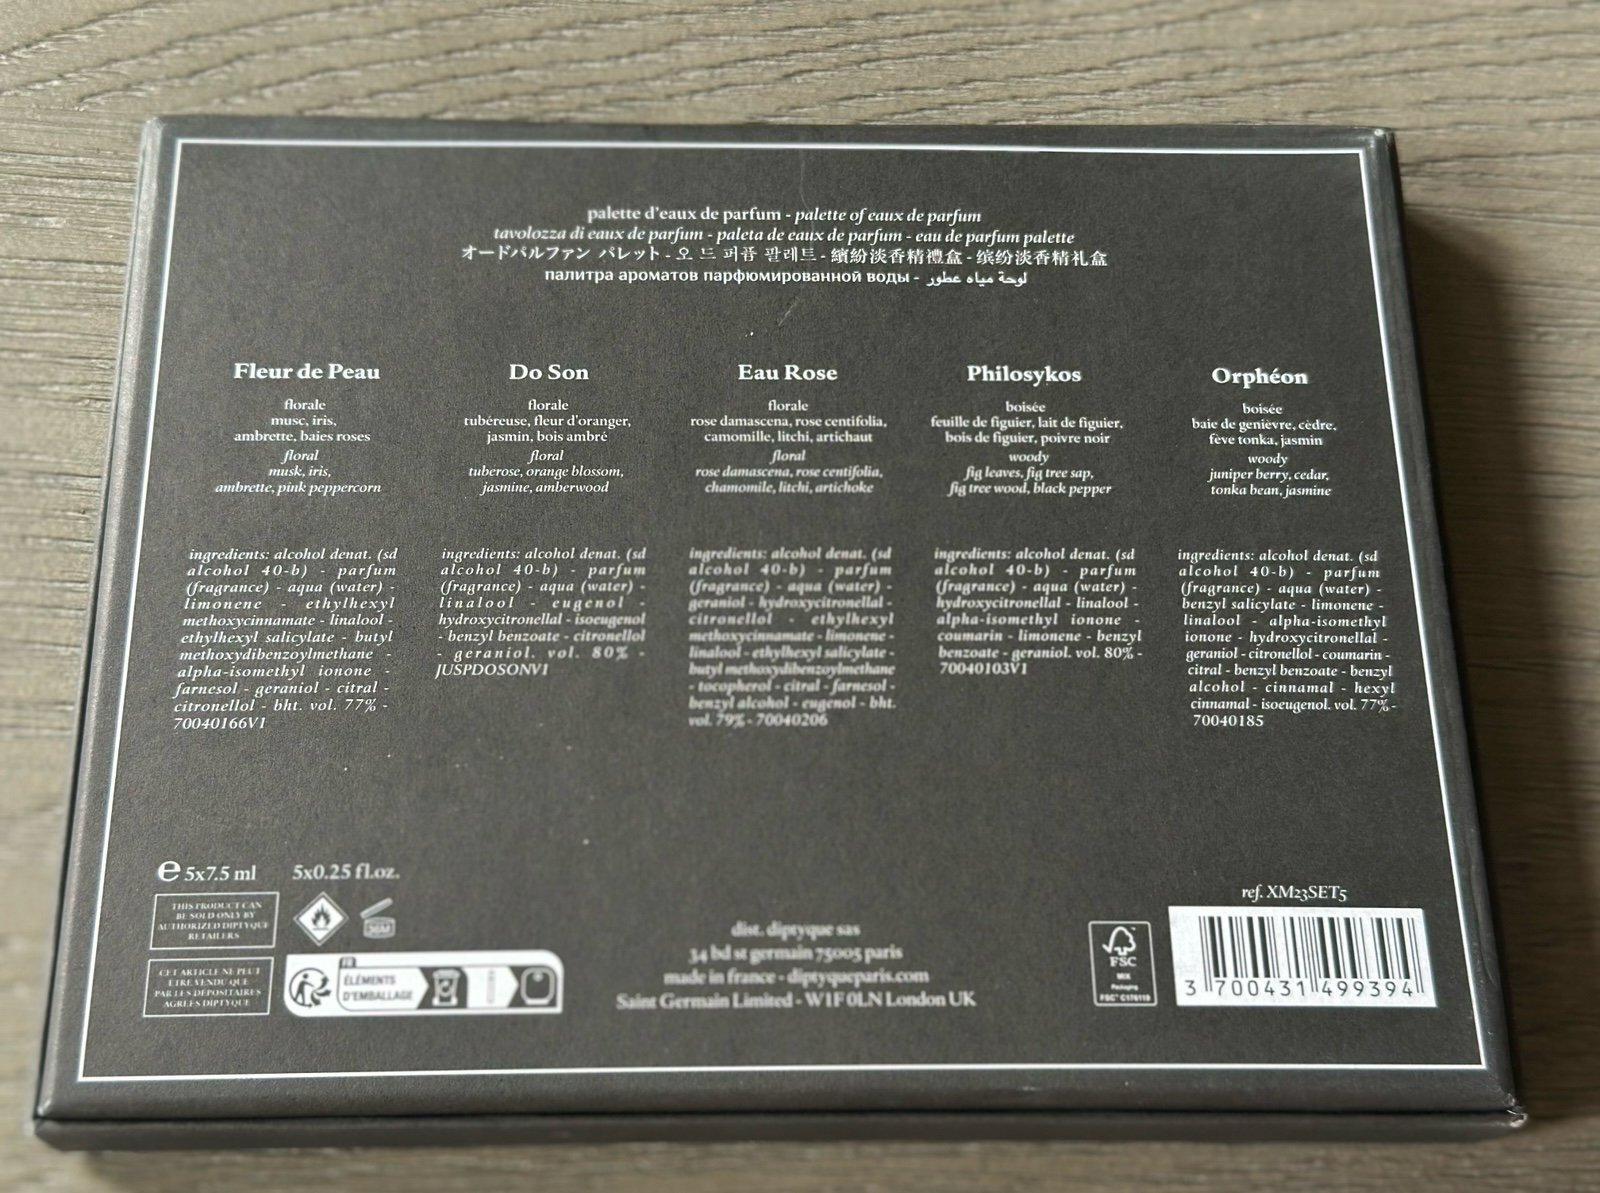 palette d'eaux de parfum - palette of eaux de parfum
tavolozza di eaux de parfum - paleta de eaux de parfum - eau de parfum palette
オードパルファン パレット - 오 드 퍼퓸 팔레트 - 繽紛淡香精禮盒 - 缤纷淡香精礼盒
палитра ароматов парфюмированной воды - لوحة مياه عطور
Fleur de Peau
florale
musc, iris,
ambrette, baies roses
floral
musk, iris,
ambrette, pink peppercorn
ingredients: alcohol denat. (sd
alcohol 40-b) - parfum
(fragrance) - aqua (water) -
limonene - ethylhexyl
methoxycinnamate - linalool -
ethylhexyl salicylate - butyl
methoxydibenzoylmethane -
alpha-isomethyl ionone -
farnesol - geraniol - citral -
citronellol - bht. vol. 77% -
70040166V1
Do Son
florale
tubéreuse, fleur d'oranger,
jasmin, bois ambré
floral
tuberose, orange blossom,
jasmine, amberwood
ingredients: alcohol denat. (sd
alcohol 40-b) - parfum
(fragrance) - aqua (water) -
linalool - eugenol -
hydroxycitronellal - isoeugenol
- benzyl benzoate - citronellol
- geraniol. vol. 80% -
JUSPDOSONV1
Eau Rose
florale
rose damascena, rose centifolia,
camomille, litchi, artichaut
floral
rose damascena, rose centifolia,
chamomile, litchi, artichoke
ingredients: alcohol denat. (sd
alcohol 40-b) - parfum
(fragrance) - aqua (water) -
geraniol - hydroxycitronellal -
citronellol - ethylhexyl
methoxycinnamate - limonene -
linalool - ethylhexyl salicylate -
butyl methoxydibenzoylmethane
- tocopherol - citral - farnesol -
benzyl alcohol - eugenol - bht.
vol. 79% - 70040206
Philosykos
boisée
feuille de figuier, lait de figuier,
bois de figuier, poivre noir
woody
fig leaves, fig tree sap,
fig tree wood, black pepper
ingredients: alcohol denat. (sd
alcohol 40-b) - parfum
(fragrance) - aqua (water) -
hydroxycitronellal - linalool -
alpha-isomethyl ionone -
coumarin - limonene - benzyl
benzoate - geraniol. vol. 80% -
70040103V1
Orphéon
boisée
baie de genièvre, cèdre,
fève tonka, jasmin
woody
juniper berry, cedar,
tonka bean, jasmine
ingredients: alcohol denat. (sd
alcohol 40-b) - parfum
(fragrance) - aqua (water) -
benzyl salicylate - limonene -
linalool - alpha-isomethyl
ionone - hydroxycitronellal -
geraniol - citronellol - coumarin -
citral - benzyl benzoate - benzyl
alcohol - cinnamal - hexyl
cinnamal - isoeugenol. vol. 77% -
70040185
e 5x7.5 ml 5x0.25 fl.oz.
THIS PRODUCT CAN
BE SOLD ONLY BY
AUTHORIZED DIPTYQUE
RETAILERS
36M
CET ARTICLE NE PEUT
ETRE VENDU QUE
PAR LES DÉPOSITAIRES
AGRÉES DIPTYQUE
FR
ÉLÉMENTS
D'EMBALLAGE
dist. diptyque sas
34 bd st germain 75005 paris
made in france - diptyqueparis.com
Saint Germain Limited - W1F 0LN London UK
FSC
MIX
Packaging
FSC™ C176119
ref. XM23SET5
3 700431 499394